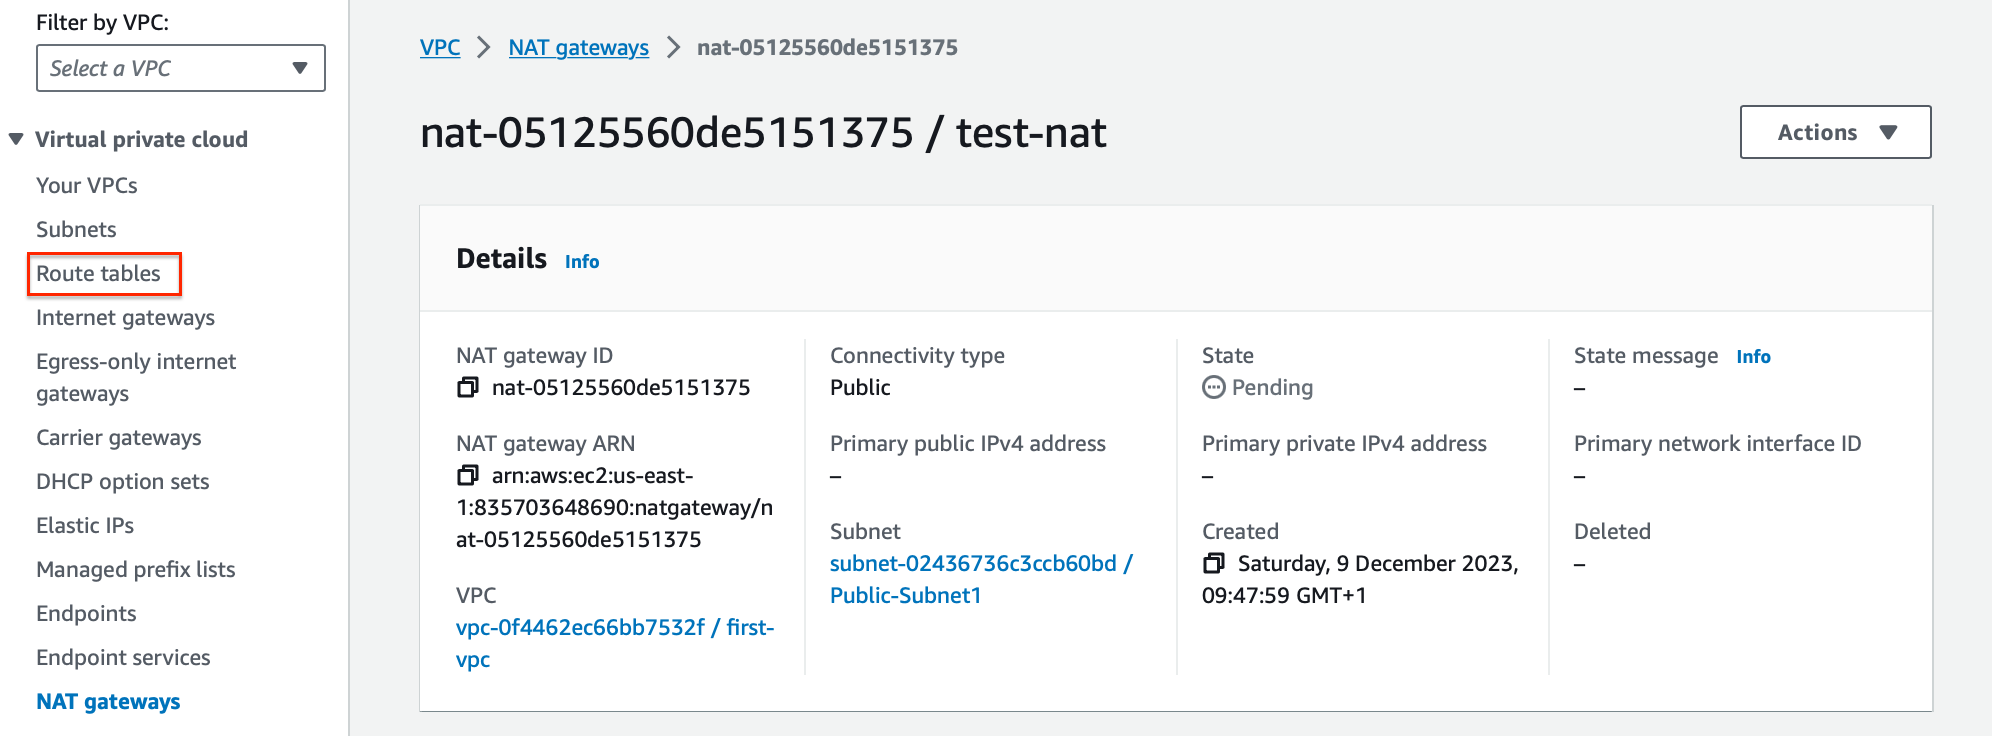 Filter by VPC:
Select a VPC
Virtual private cloud
Your VPCs
Subnets
Route tables
Internet gateways
Egress-only internet
gateways
Carrier gateways
DHCP option sets
Elastic IPs
Managed prefix lists
Endpoints
Endpoint services
NAT gateways
VPC > NAT gateways > nat-05125560de5151375
nat-05125560de5151375 / test-nat
Actions
Details Info
NAT gateway ID
nat-05125560de5151375
NAT gateway ARN
arn:aws:ec2:us-east-
1:835703648690:natgateway/n
at-05125560de5151375
VPC
vpc-0f4462ec66bb7532f / first-
vpc
Connectivity type
Public
Primary public IPv4 address
–
Subnet
subnet-02436736c3ccb60bd /
Public-Subnet1
State
Pending
Primary private IPv4 address
–
Created
Saturday, 9 December 2023,
09:47:59 GMT+1
State message Info
–
Primary network interface ID
–
Deleted
–